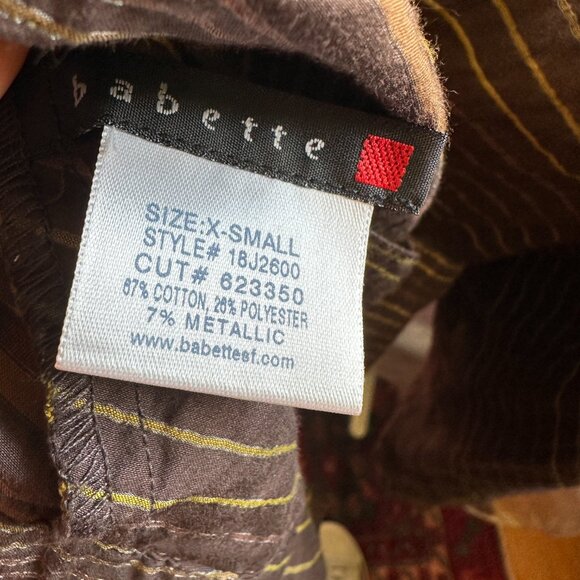 babette
SIZE:X-SMALL
STYLE# 18J2600
CUT# 623350
67% COTTON, 26% POLYESTER
7% METALLIC
www.babettesf.com